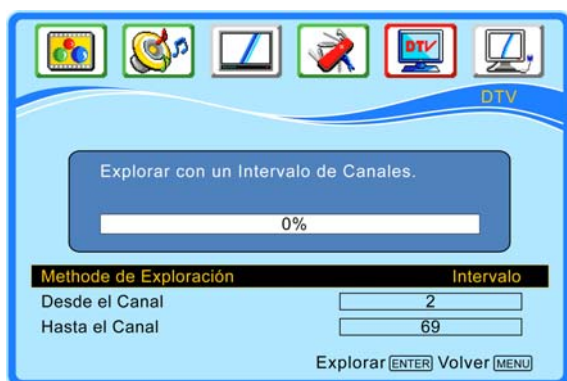 DTV
DTV
Explorar con un Intervalo de Canales.
0%
Methode de Exploración Intervalo
Desde el Canal 2
Hasta el Canal 69
Explorar ENTER Volver MENU